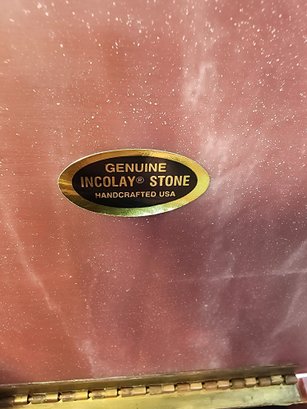 GENUINE
INCOLAY® STONE
HANDCRAFTED USA